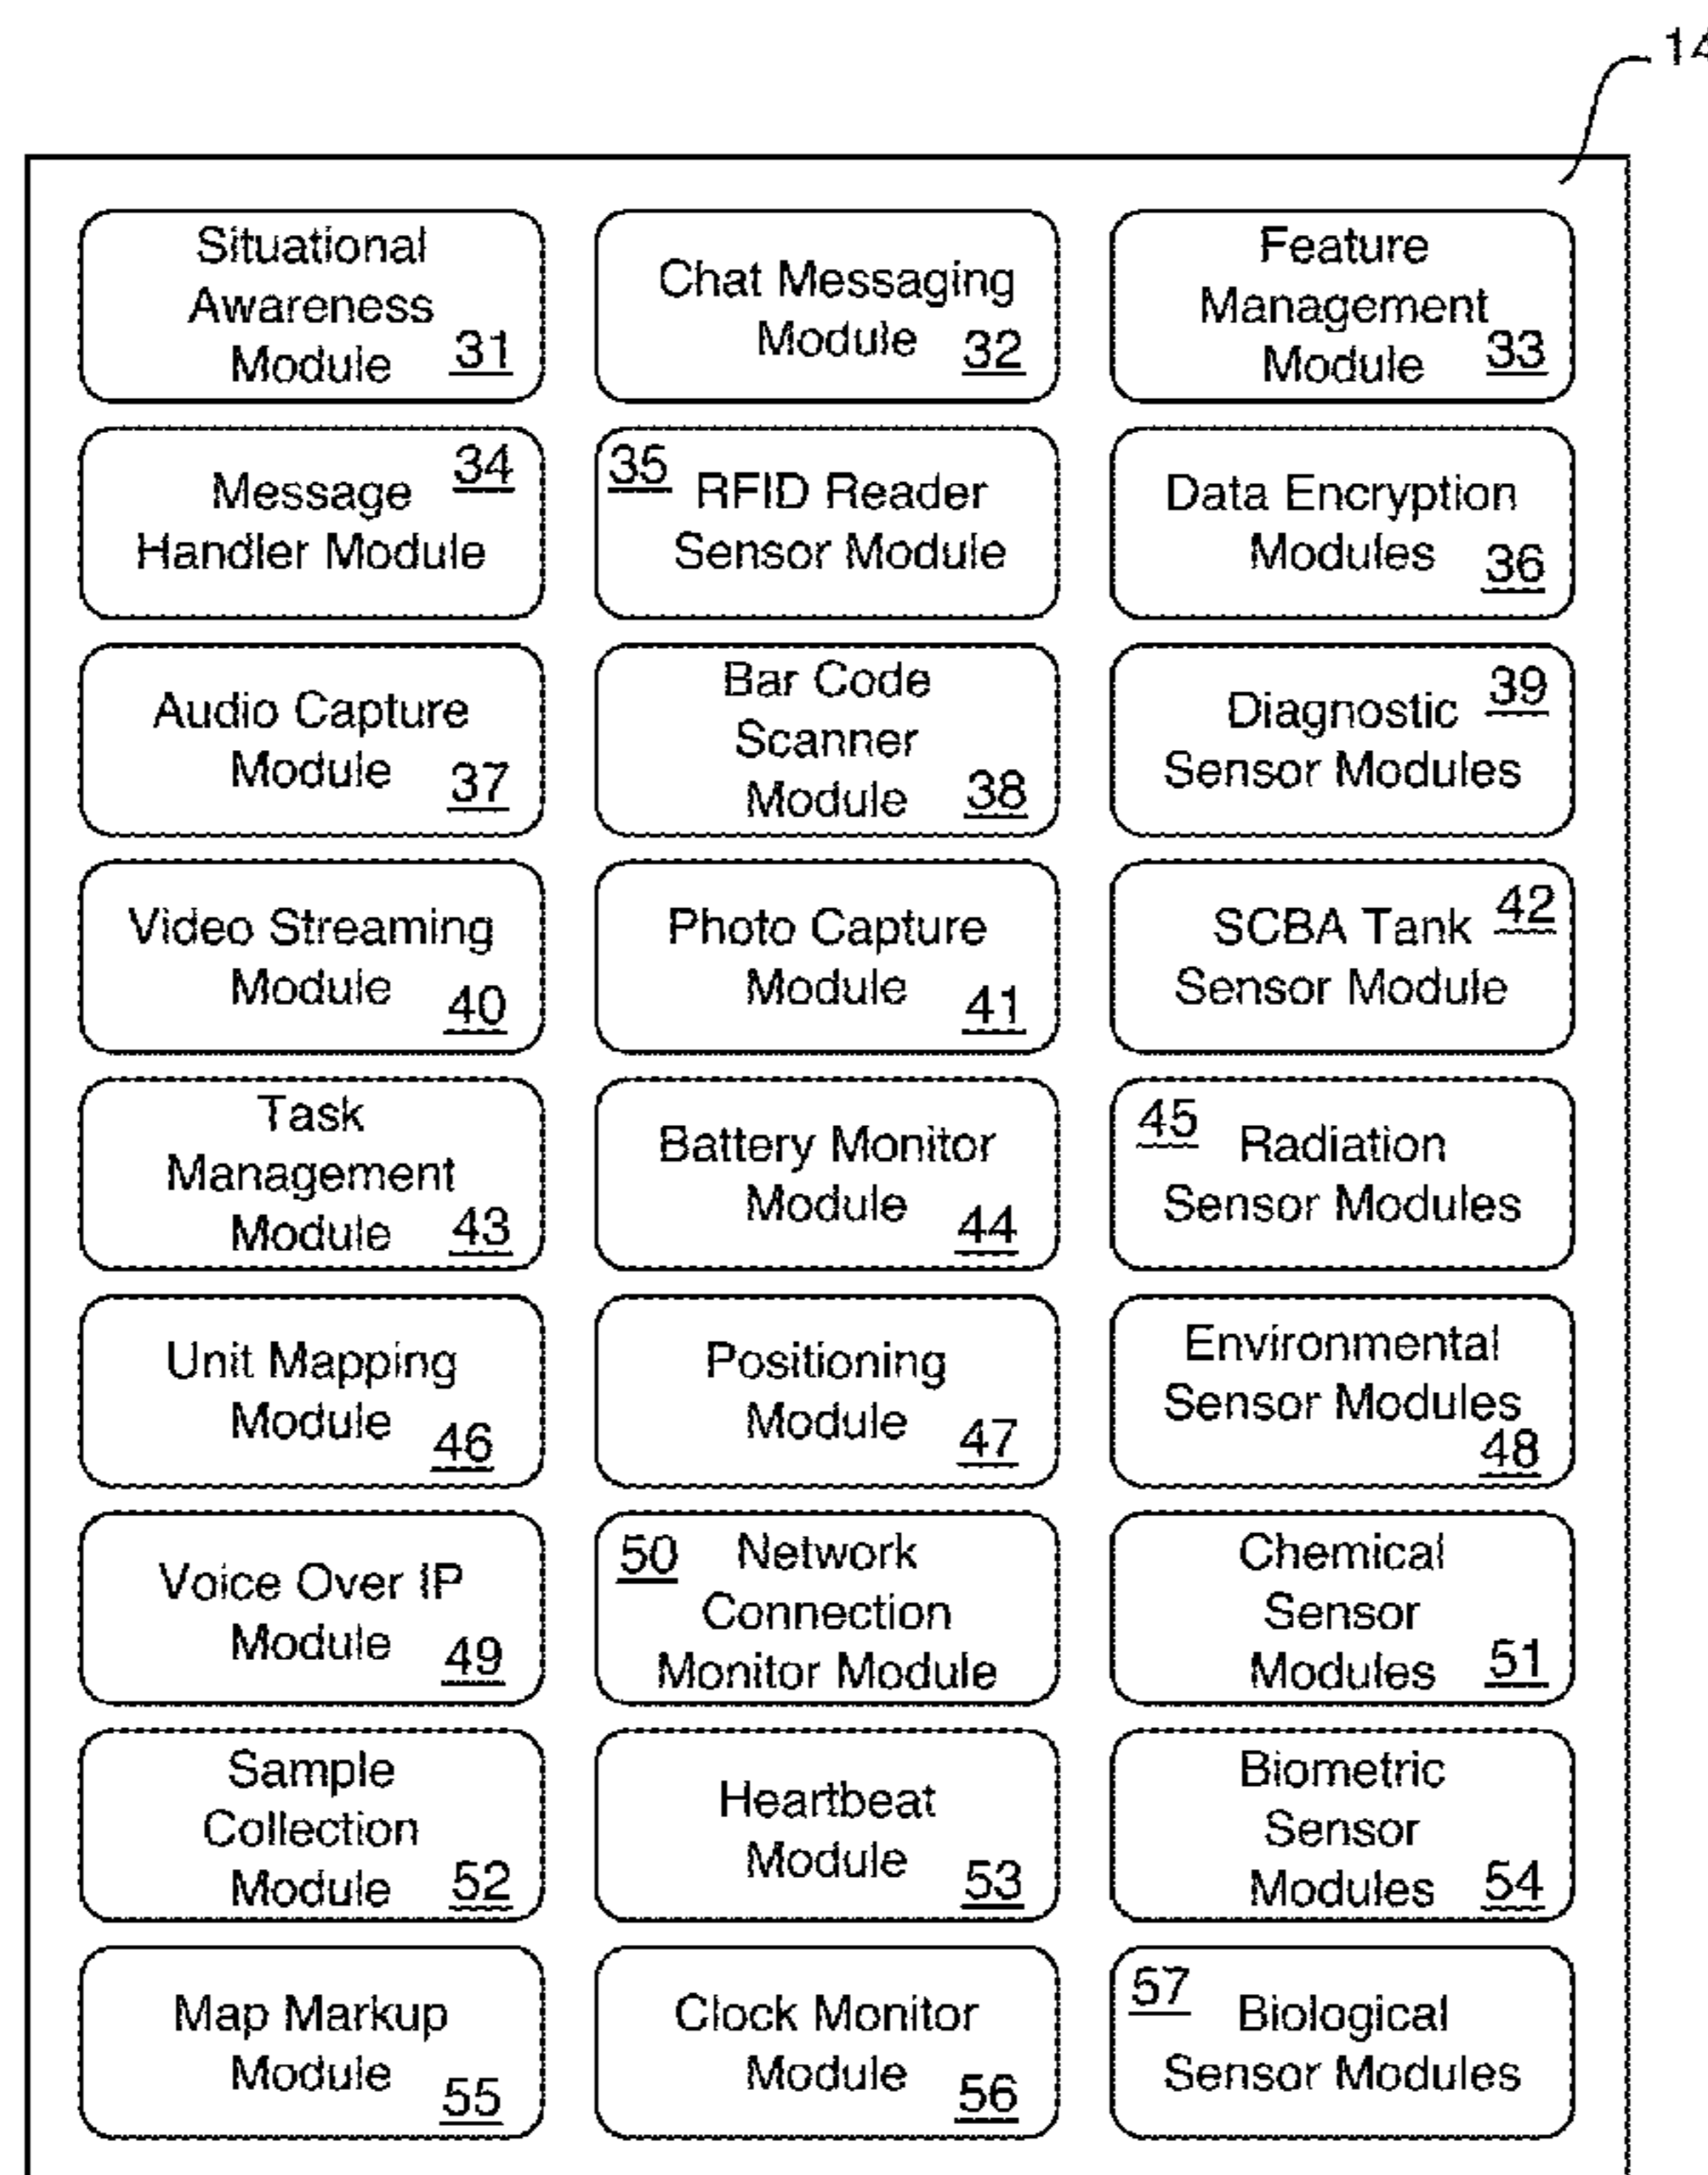 14
Situational
Awareness
Module 31
Chat Messaging
Module 32
Feature
Management
Module 33
Message 34
Handler Module
35 RFID Reader
Sensor Module
Data Encryption
Modules 36
Audio Capture
Module 37
Bar Code
Scanner
Module 38
Diagnostic 39
Sensor Modules
Video Streaming
Module 40
Photo Capture
Module 41
SCBA Tank 42
Sensor Module
Task
Management
Module 43
Battery Monitor
Module 44
45 Radiation
Sensor Modules
Unit Mapping
Module 46
Positioning
Module 47
Environmental
Sensor Modules
48
Voice Over IP
Module 49
50 Network
Connection
Monitor Module
Chemical
Sensor
Modules 51
Sample
Collection
Module 52
Heartbeat
Module 53
Biometric
Sensor
Modules 54
Map Markup
Module 55
Clock Monitor
Module 56
57 Biological
Sensor Modules